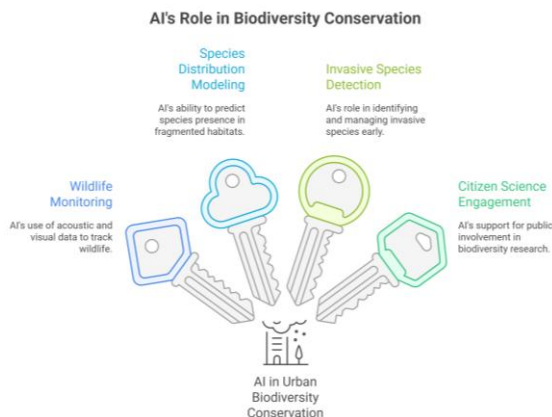 AI's Role in Biodiversity Conservation
Species
Distribution
Modeling
AI's ability to predict
species presence in
fragmented habitats.
Invasive Species
Detection
AI's role in identifying
and managing invasive
species early.
Wildlife
Monitoring
AI's use of acoustic and
visual data to track
wildlife.
Citizen Science
Engagement
AI's support for public
involvement in
biodiversity research.
AI in Urban
Biodiversity
Conservation